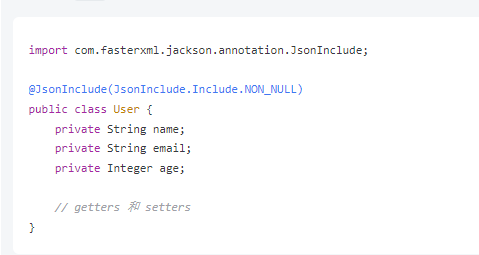 import com.fasterxml.jackson.annotation.JsonInclude;
@JsonInclude(JsonInclude.Include.NON_NULL)
public class User {
    private String name;
    private String email;
    private Integer age;
    // getters 和 setters
}